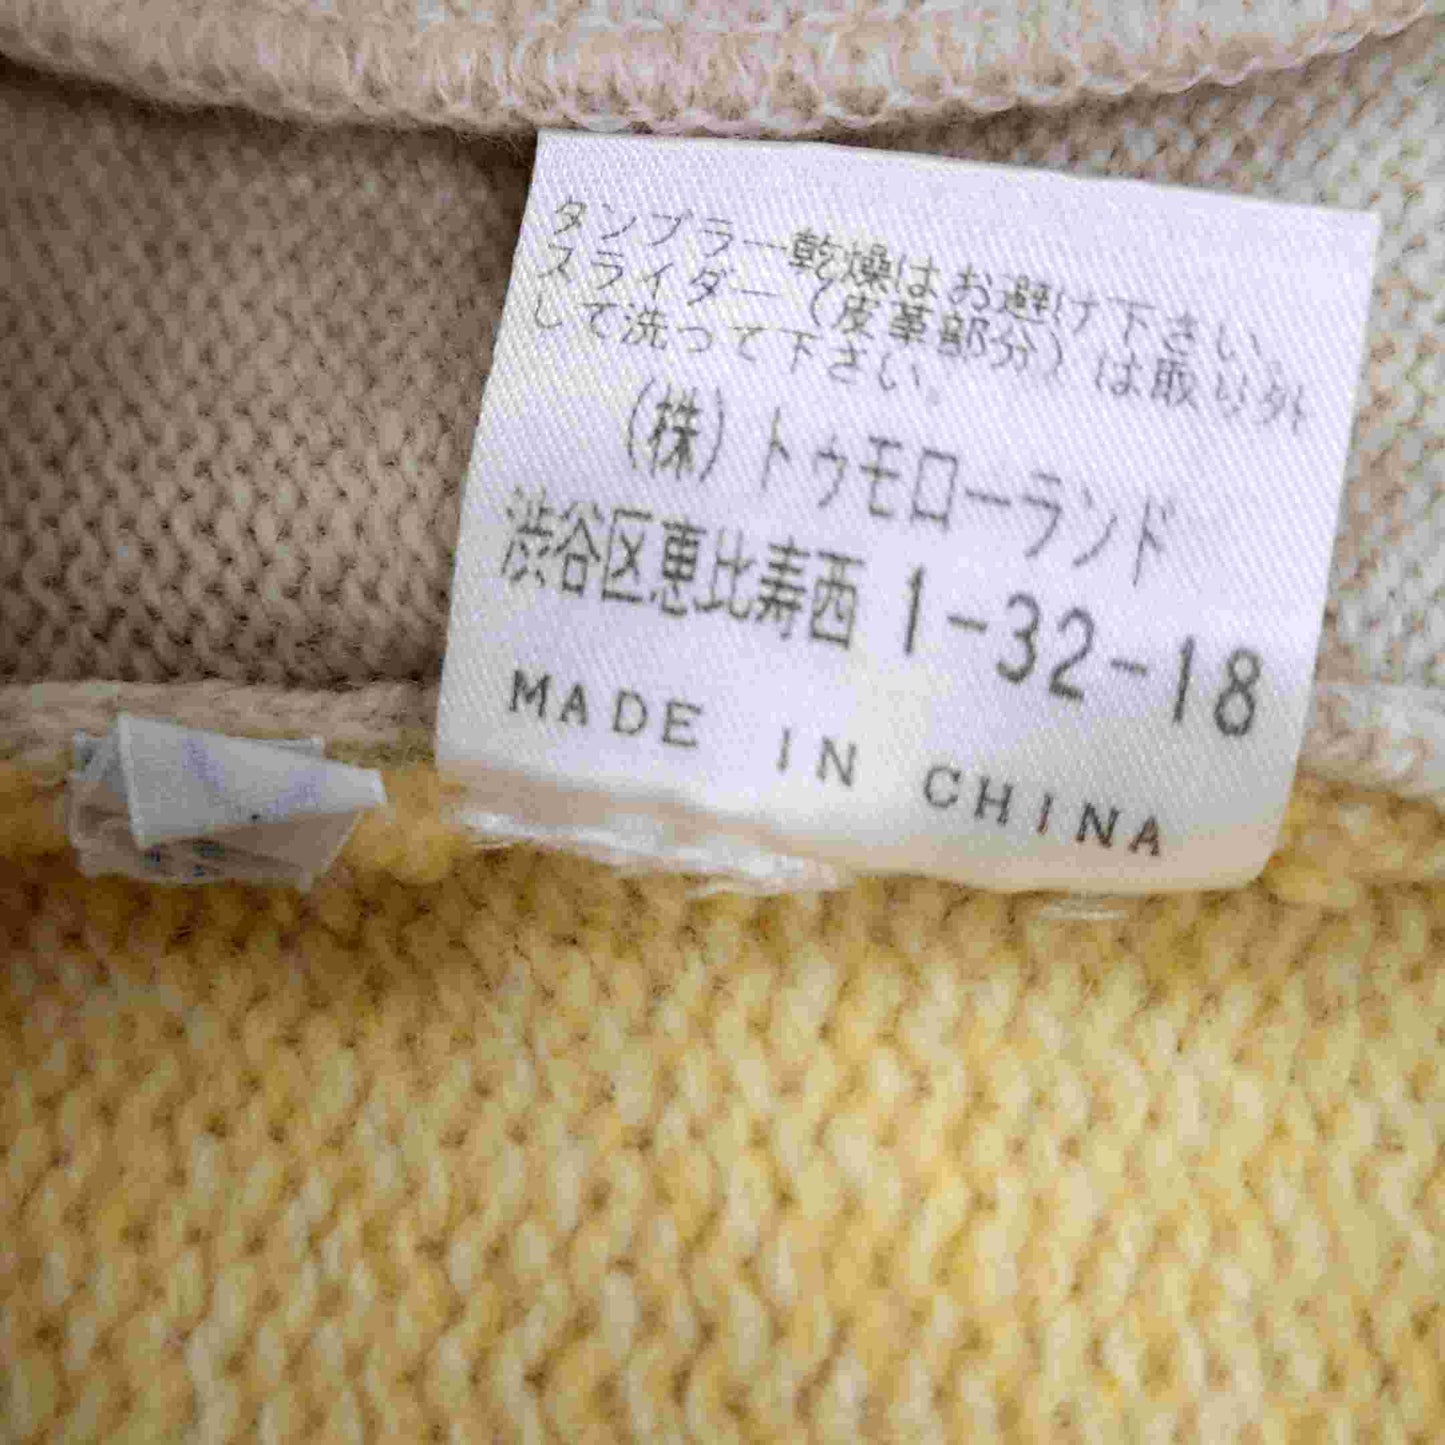 タンブラー乾燥はお避け下さい。
スライダー(皮革部分)は取り外
して洗って下さい。
(株)トゥモローランド
渋谷区恵比寿西 1-32-18
MADE IN CHINA